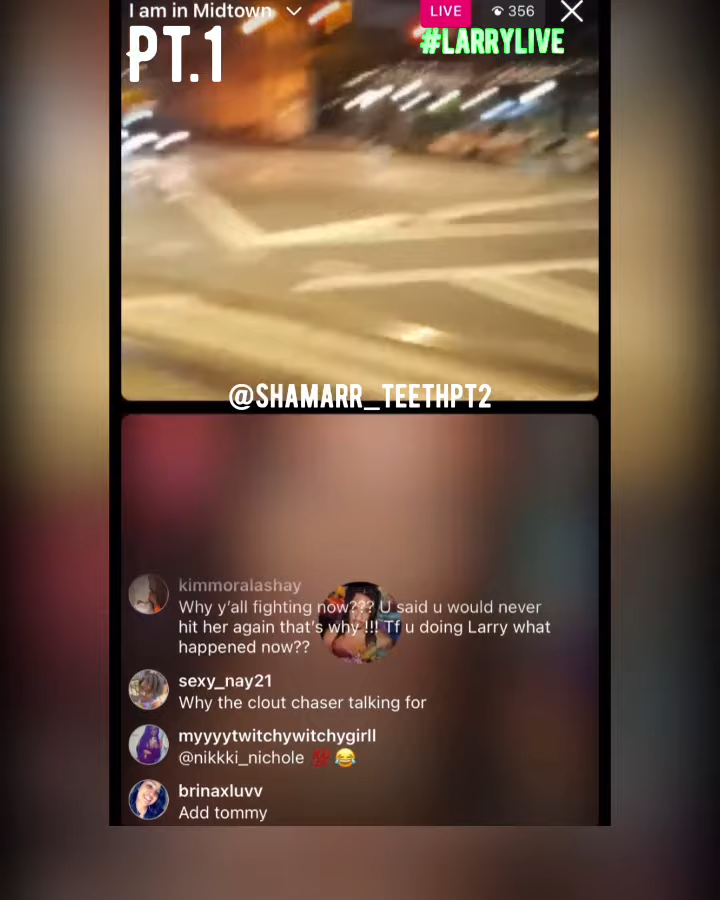 I am in Midtown
LIVE
356
PT.1
#LARRYLIVE
@SHAMARR_TEETHPT2
kimmoralashay
Why y'all fighting now??? U said u would never
hit her again that's why !!! Tf u doing Larry what
happened now??
sexy_nay21
Why the clout chaser talking for
myyyytwitchywitchygirll
@nikkki_nichole 💯😂
brinaxluvv
Add tommy